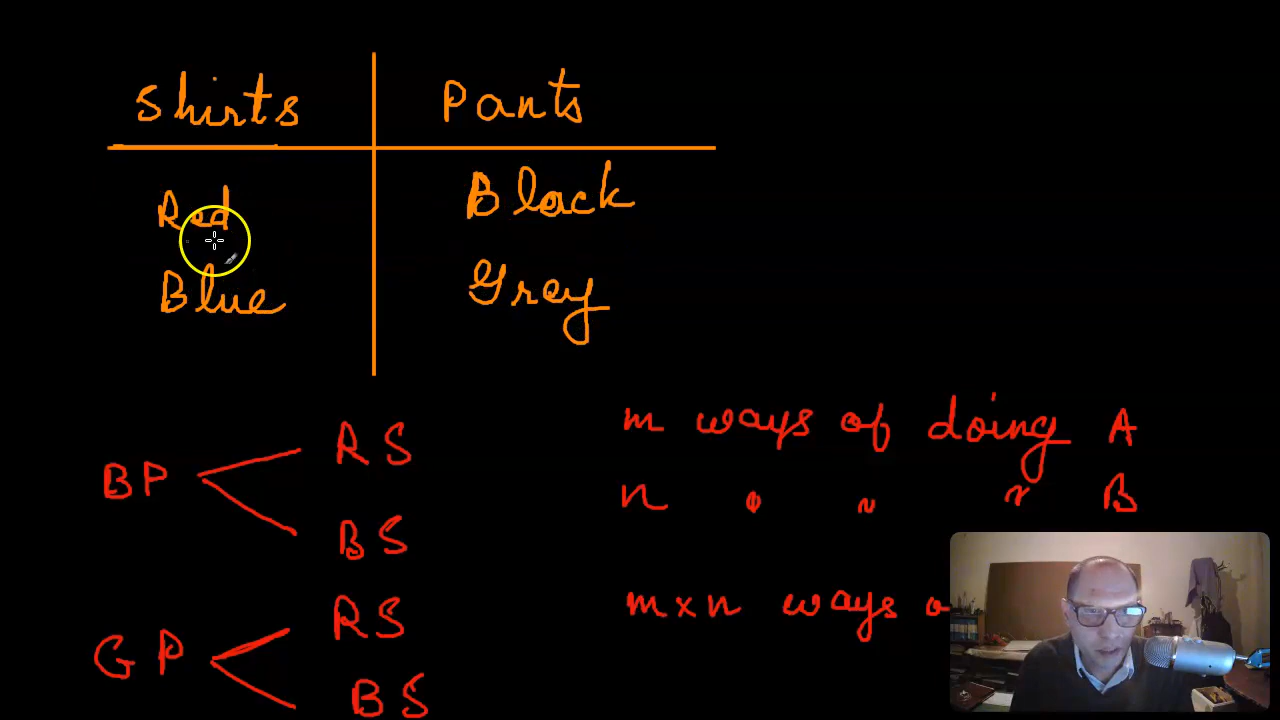 Shirts Pants
Red Black
Blue Grey
BP RS
BS
GP RS
BS
m ways of doing A
n " " " B
m x n ways